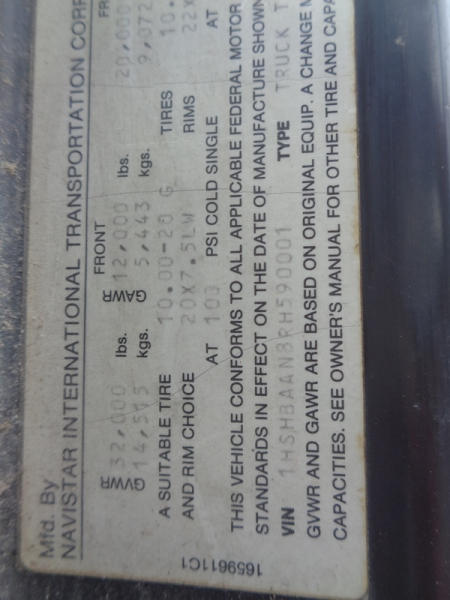 Mfd. By
NAVISTAR INTERNATIONAL TRANSPORTATION CORP
FRONT
GVWR 32,000 lbs. GAWR 12,000 lbs. 20,000
14,515 kgs. 5,443 kgs. 9,072
A SUITABLE TIRE 10.00-20 G TIRES 10.
AND RIM CHOICE 20X7.5LW RIMS 22X
AT 100 PSI COLD SINGLE AT
THIS VEHICLE CONFORMS TO ALL APPLICABLE FEDERAL MOTOR
STANDARDS IN EFFECT ON THE DATE OF MANUFACTURE SHOWN
VIN 1HSHBAAN8PH590001 TYPE TRUCK T
GVWR AND GAWR ARE BASED ON ORIGINAL EQUIP. A CHANGE M
CAPACITIES. SEE OWNER'S MANUAL FOR OTHER TIRE AND CAPA
1659611C1